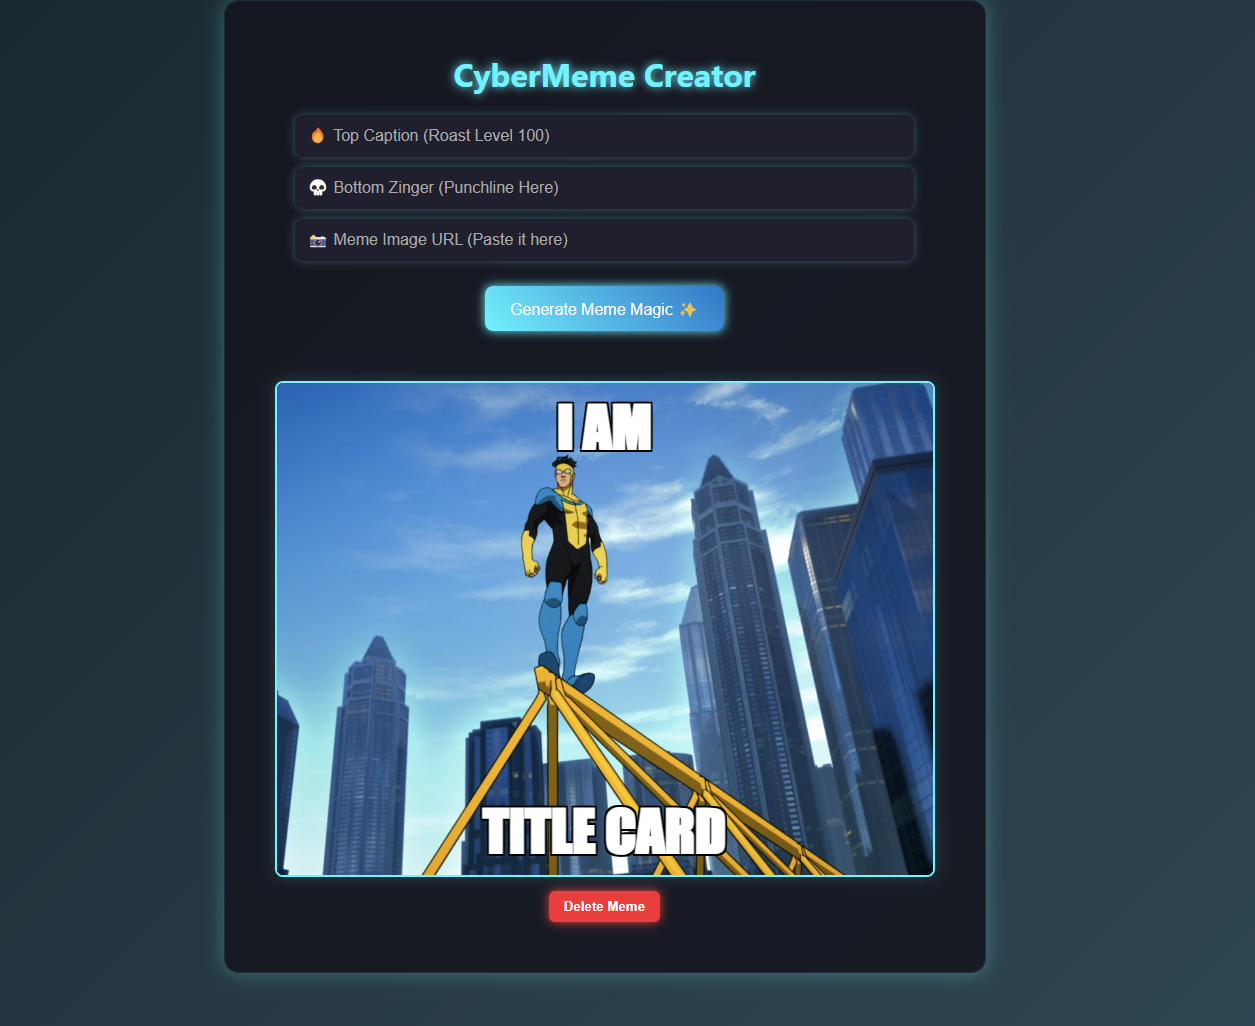 CyberMeme Creator
🔥 Top Caption (Roast Level 100)
💀 Bottom Zinger (Punchline Here)
📸 Meme Image URL (Paste it here)
Generate Meme Magic ✨
I AM
TITLE CARD
Delete Meme